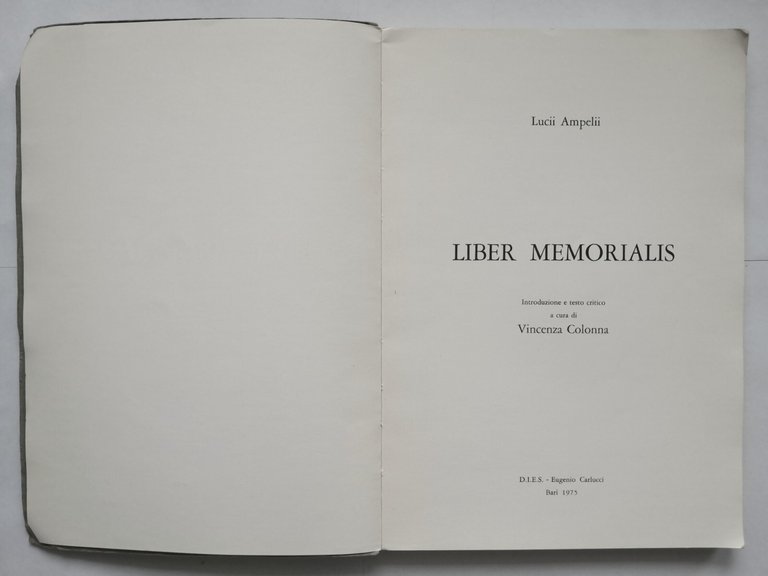 Lucii Ampelii
LIBER MEMORIALIS
Introduzione e testo critico
a cura di
Vincenza Colonna
D.I.E.S. - Eugenio Carlucci
Bari 1975